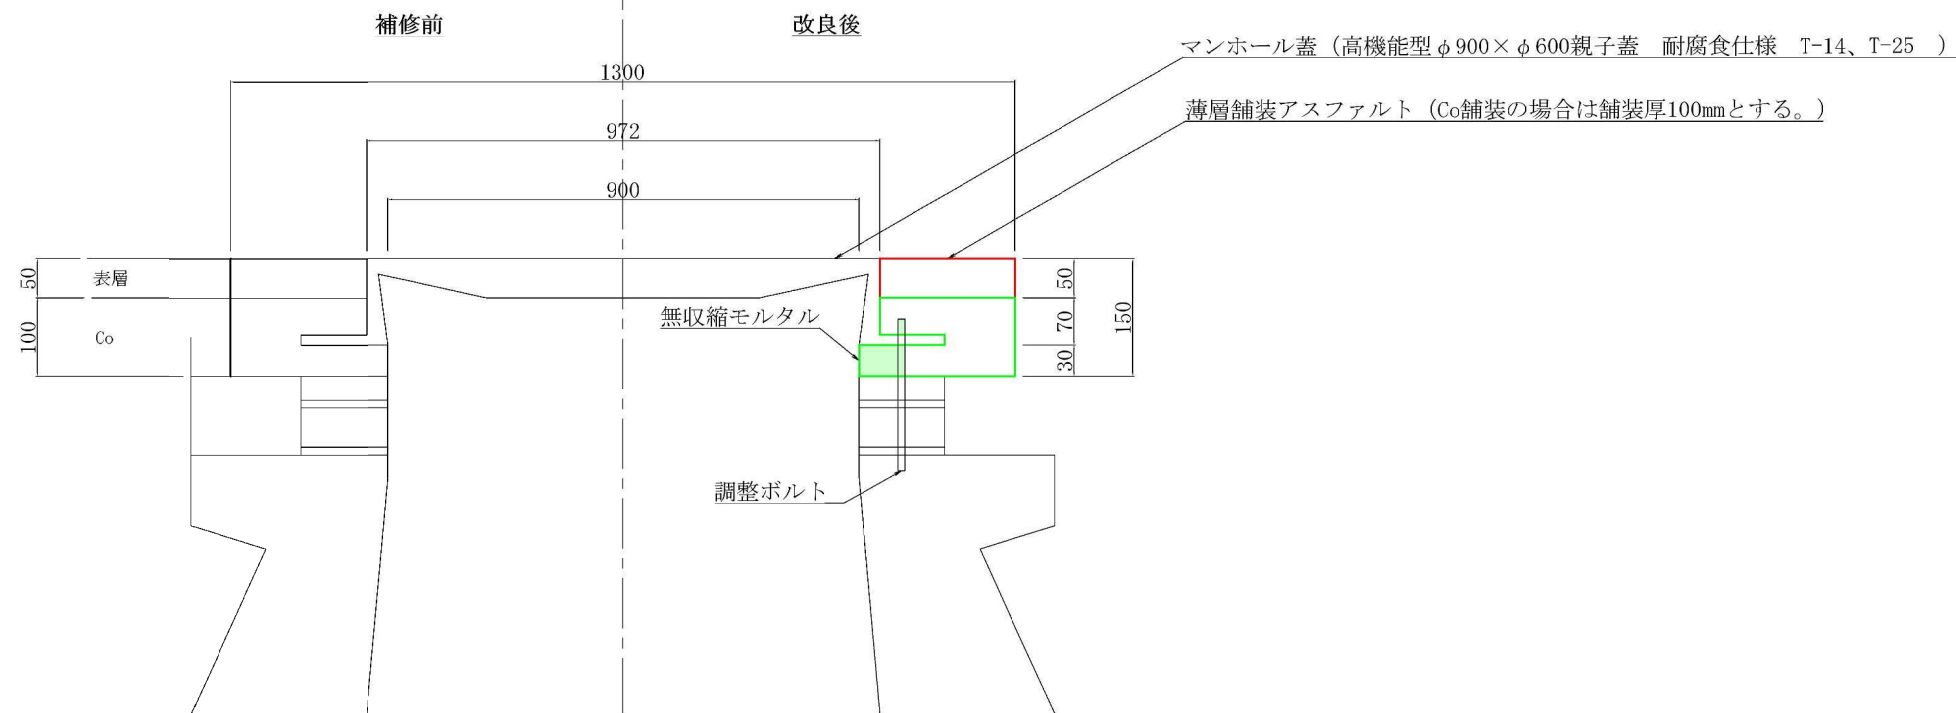 補修前
改良後
マンホール蓋（高機能型φ900×φ600親子蓋　耐腐食仕様　T-14、T-25　）
1300
薄層舗装アスファルト（Co舗装の場合は舗装厚100mmとする。）
972
900
50
表層
50
無収縮モルタル
70
150
100
Co
30
調整ボルト